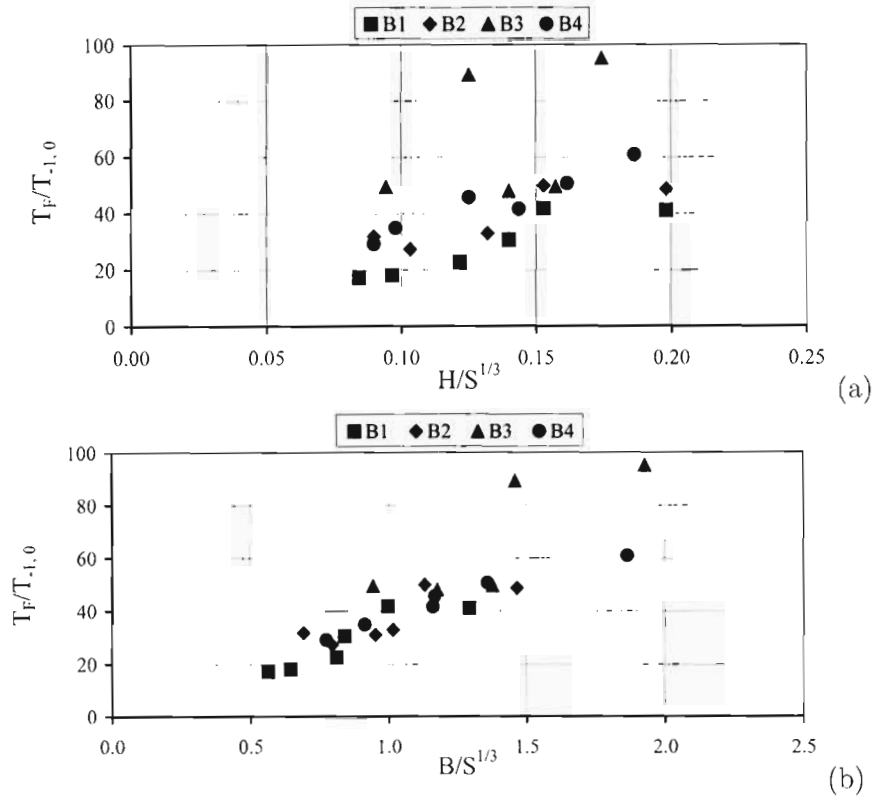 B1 B2 B3 B4
100
80
60
40
20
0
T_F/T_{-1, 0}
0.00 0.05 0.10 0.15 0.20 0.25
H/S^{1/3}
(a)
B1 B2 B3 B4
100
80
60
40
20
0
T_F/T_{-1, 0}
0.0 0.5 1.0 1.5 2.0 2.5
B/S^{1/3}
(b)